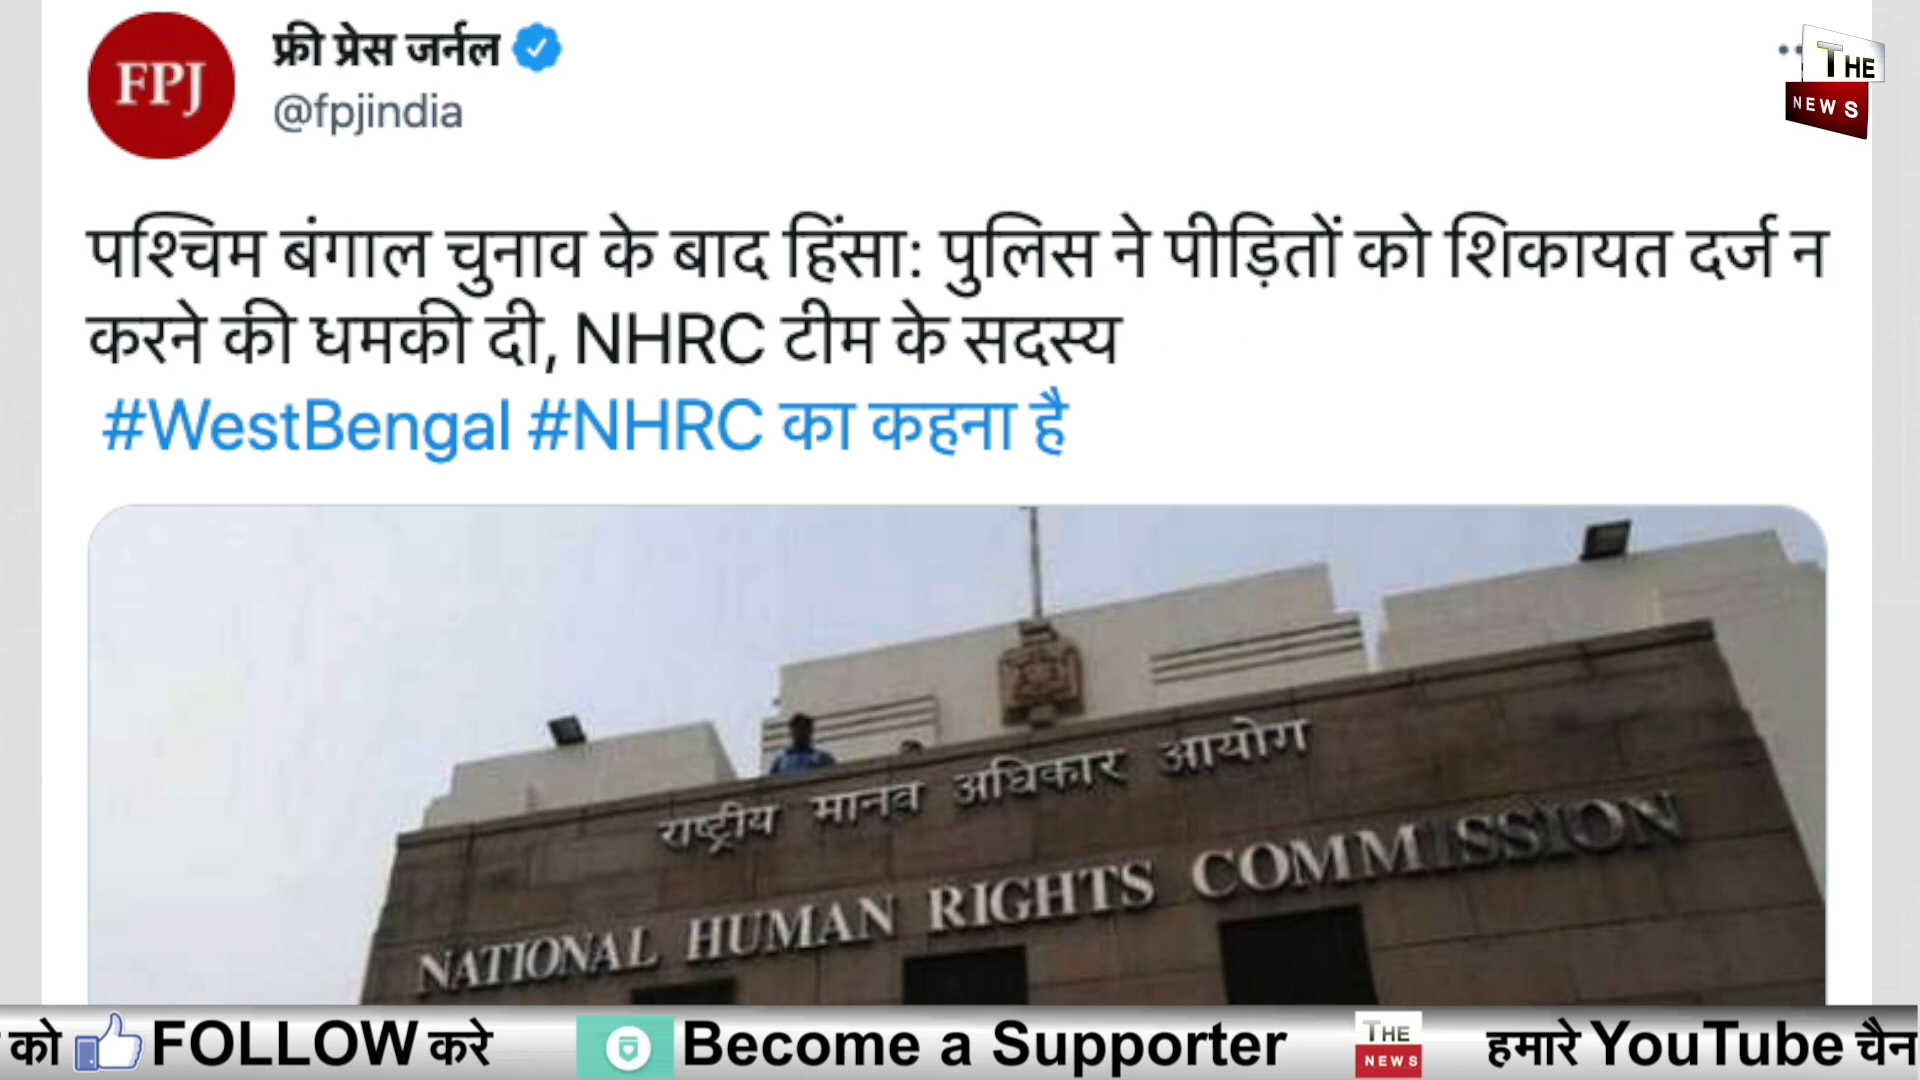 FPJ
फ्री प्रेस जर्नल
@fpjindia
THE
NEWS
पश्चिम बंगाल चुनाव के बाद हिंसा: पुलिस ने पीड़ितों को शिकायत दर्ज न
करने की धमकी दी, NHRC टीम के सदस्य
#WestBengal #NHRC का कहना है
राष्ट्रीय मानव अधिकार आयोग
NATIONAL HUMAN RIGHTS COMMISSION
को FOLLOW करे Become a Supporter THE NEWS हमारे YouTube चैन